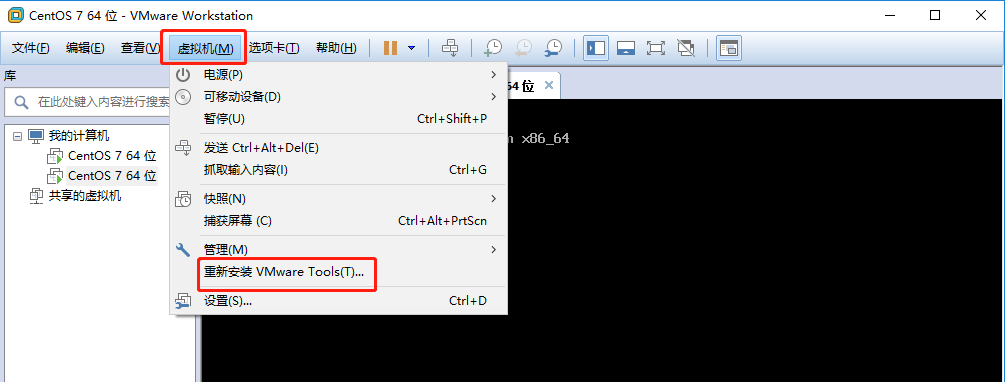 CentOS 7 64 位 - VMware Workstation
文件(F) 编辑(E) 查看(V) 虚拟机(M) 选项卡(T) 帮助(H)
库
在此处键入内容进行搜索
我的计算机
CentOS 7 64 位
CentOS 7 64 位
共享的虚拟机
电源(P)
可移动设备(D)
暂停(U) Ctrl+Shift+P
发送 Ctrl+Alt+Del(E)
抓取输入内容(I) Ctrl+G
快照(N)
捕获屏幕 (C) Ctrl+Alt+PrtScn
管理(M)
重新安装 VMware Tools(T)...
设置(S)... Ctrl+D
64 位
x86_64